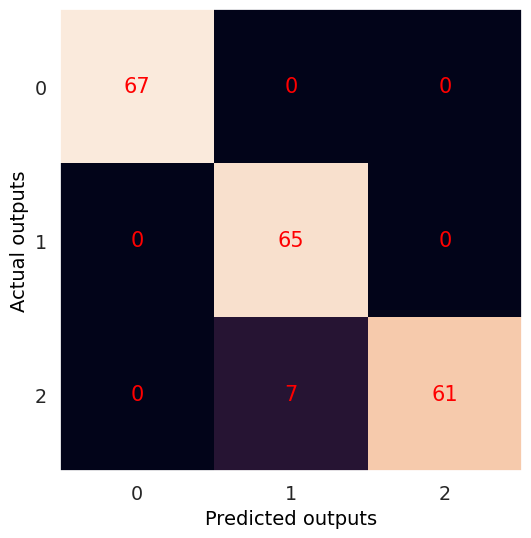 0 67 0 0
1 0 65 0
2 0 7 61
0 1 2
Actual outputs
Predicted outputs